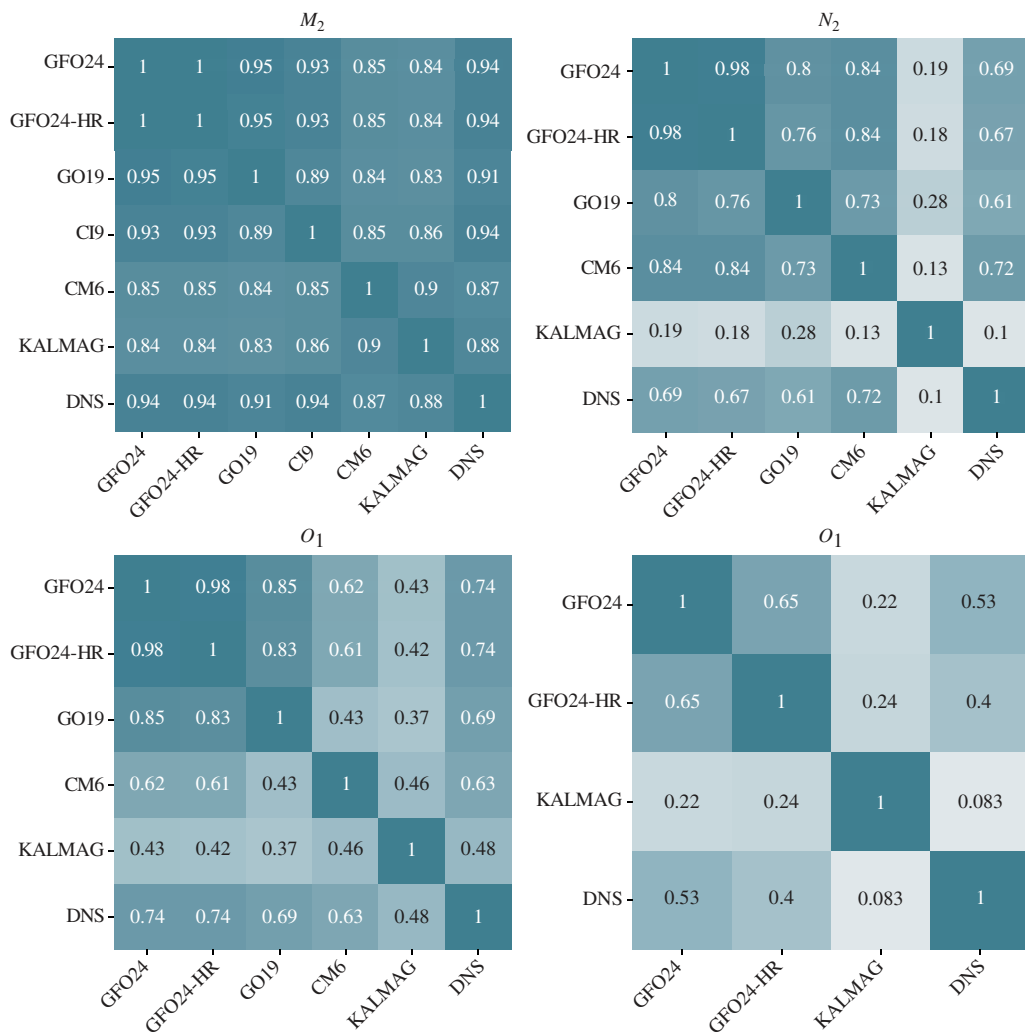 M2
GFO24 1 1 0.95 0.93 0.85 0.84 0.94
GFO24-HR 1 1 0.95 0.93 0.85 0.84 0.94
GO19 0.95 0.95 1 0.89 0.84 0.83 0.91
CI9 0.93 0.93 0.89 1 0.85 0.86 0.94
CM6 0.85 0.85 0.84 0.85 1 0.9 0.87
KALMAG 0.84 0.84 0.83 0.86 0.9 1 0.88
DNS 0.94 0.94 0.91 0.94 0.87 0.88 1
GFO24 GFO24-HR GO19 CI9 CM6 KALMAG DNS
N2
GFO24 1 0.98 0.8 0.84 0.19 0.69
GFO24-HR 0.98 1 0.76 0.84 0.18 0.67
GO19 0.8 0.76 1 0.73 0.28 0.61
CM6 0.84 0.84 0.73 1 0.13 0.72
KALMAG 0.19 0.18 0.28 0.13 1 0.1
DNS 0.69 0.67 0.61 0.72 0.1 1
GFO24 GFO24-HR GO19 CM6 KALMAG DNS
O1
GFO24 1 0.98 0.85 0.62 0.43 0.74
GFO24-HR 0.98 1 0.83 0.61 0.42 0.74
GO19 0.85 0.83 1 0.43 0.37 0.69
CM6 0.62 0.61 0.43 1 0.46 0.63
KALMAG 0.43 0.42 0.37 0.46 1 0.48
DNS 0.74 0.74 0.69 0.63 0.48 1
GFO24 GFO24-HR GO19 CM6 KALMAG DNS
O1
GFO24 1 0.65 0.22 0.53
GFO24-HR 0.65 1 0.24 0.4
KALMAG 0.22 0.24 1 0.083
DNS 0.53 0.4 0.083 1
GFO24 GFO24-HR KALMAG DNS